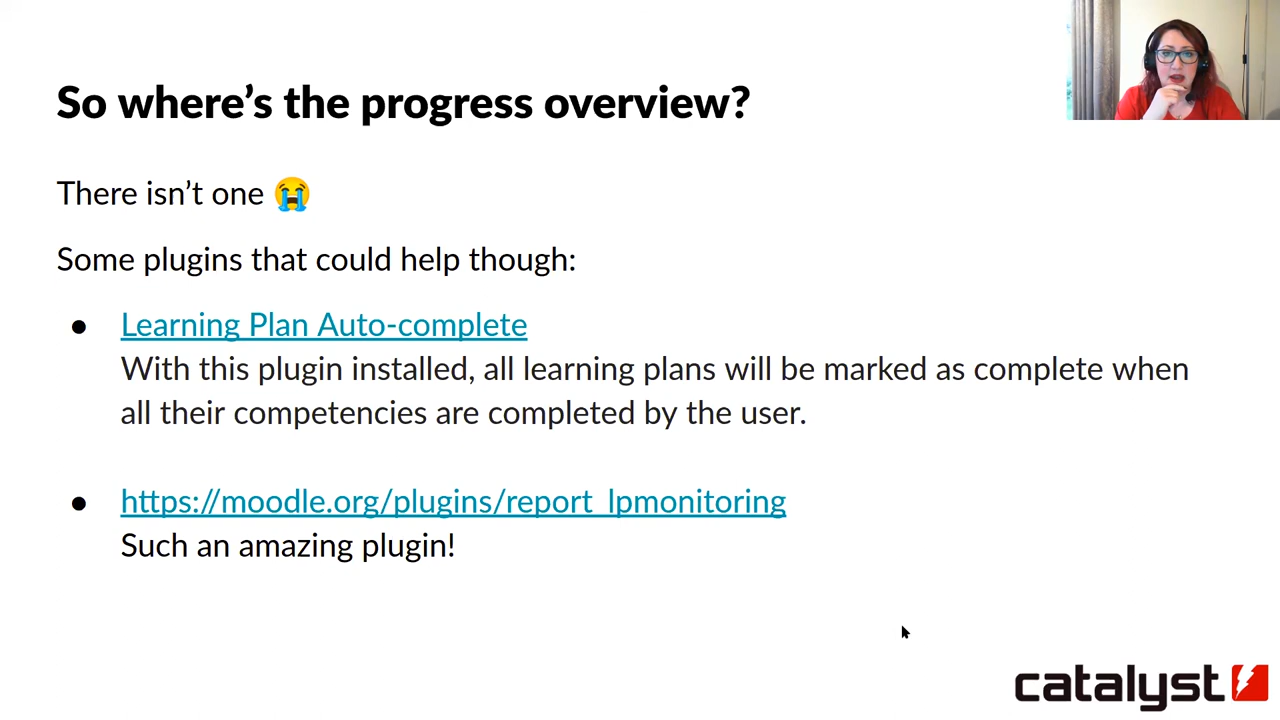 So where’s the progress overview?
There isn’t one 😭
Some plugins that could help though:
● Learning Plan Auto-complete
With this plugin installed, all learning plans will be marked as complete when
all their competencies are completed by the user.
● https://moodle.org/plugins/report_lpmonitoring
Such an amazing plugin!
catalyst